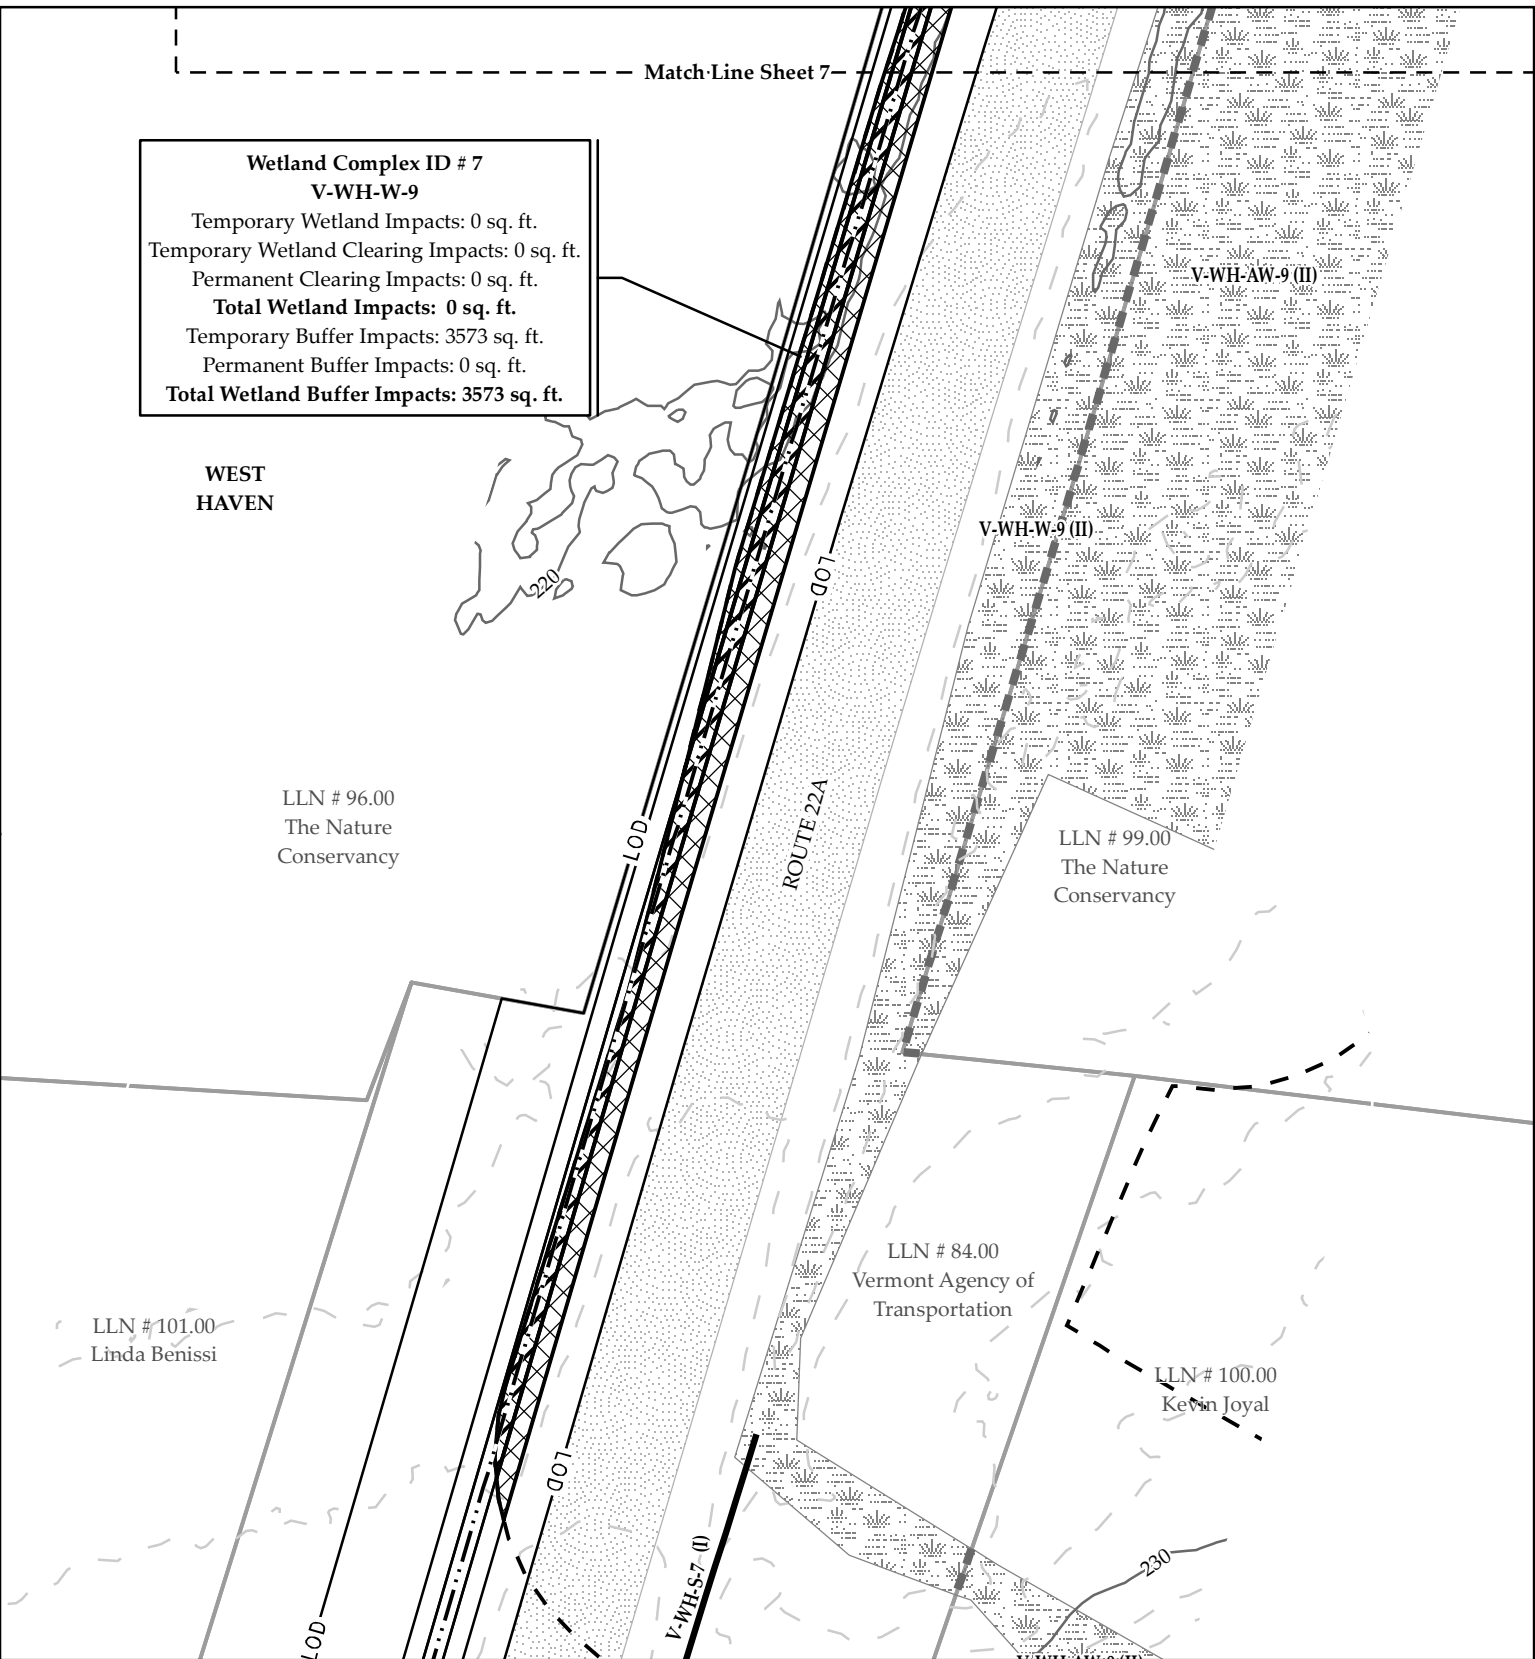 Match Line Sheet 7
Wetland Complex ID # 7
V-WH-W-9
Temporary Wetland Impacts: 0 sq. ft.
Temporary Wetland Clearing Impacts: 0 sq. ft.
Permanent Clearing Impacts: 0 sq. ft.
Total Wetland Impacts:  0 sq. ft.
Temporary Buffer Impacts: 3573 sq. ft.
Permanent Buffer Impacts: 0 sq. ft.
Total Wetland Buffer Impacts: 3573 sq. ft.
V-WH-AW-9 (II)
WEST
HAVEN
V-WH-W-9 (II)
220
LOD
LLN # 96.00
The Nature
Conservancy
LOD
ROUTE 22A
LLN # 99.00
The Nature
Conservancy
LLN # 84.00
Vermont Agency of
Transportation
LLN # 101.00
Linda Benissi
LLN # 100.00
Kevin Joyal
LOD
V-WH-S-7 (I)
230
LOD
V-WH-AW-9 (II)